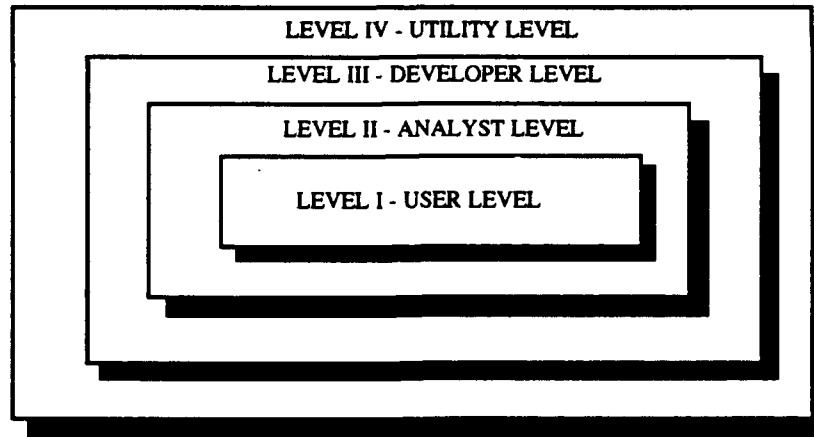 LEVEL IV - UTILITY LEVEL
LEVEL III - DEVELOPER LEVEL
LEVEL II - ANALYST LEVEL
LEVEL I - USER LEVEL